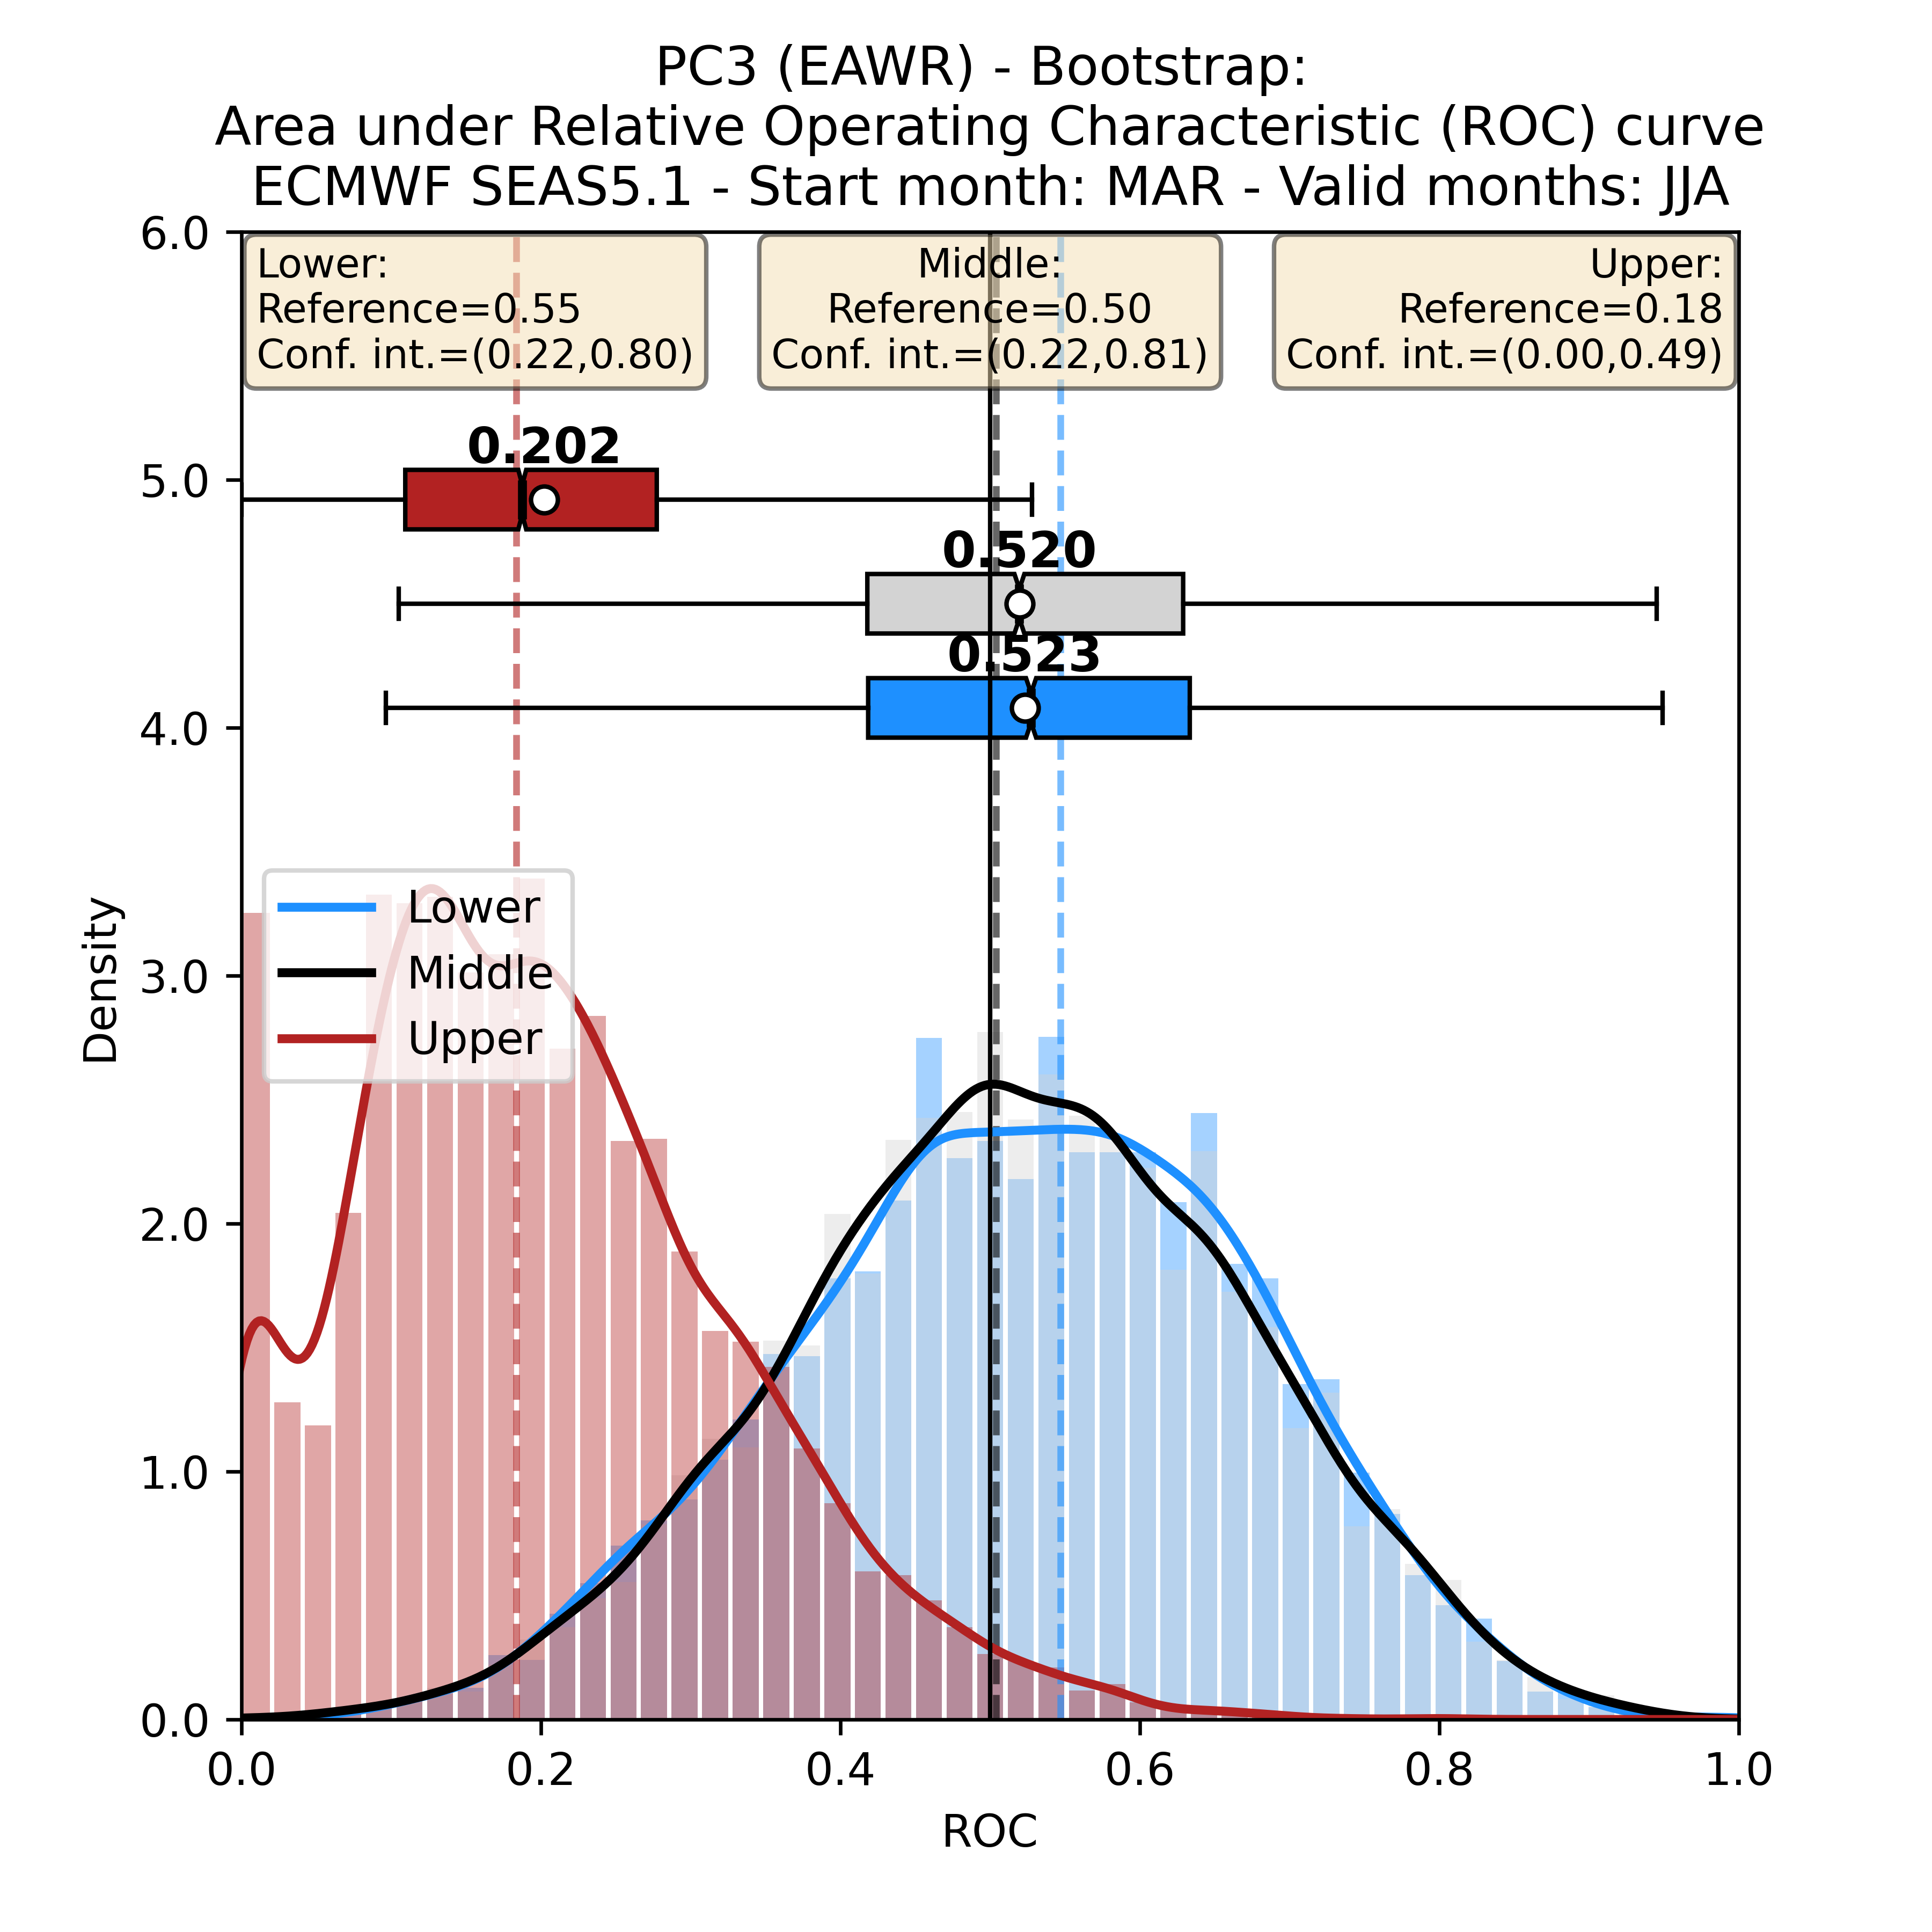 PC3 (EAWR) - Bootstrap:
Area under Relative Operating Characteristic (ROC) curve
ECMWF SEAS5.1 - Start month: MAR - Valid months: JJA
6.0
Lower:
Reference=0.55
Conf. int.=(0.22,0.80)
Middle:
Reference=0.50
Conf. int.=(0.22,0.81)
Upper:
Reference=0.18
Conf. int.=(0.00,0.49)
0.202
5.0
0.520
0.523
4.0
Lower
Middle
Upper
3.0
Density
2.0
1.0
0.0
0.0
0.2
0.4
0.6
0.8
1.0
ROC